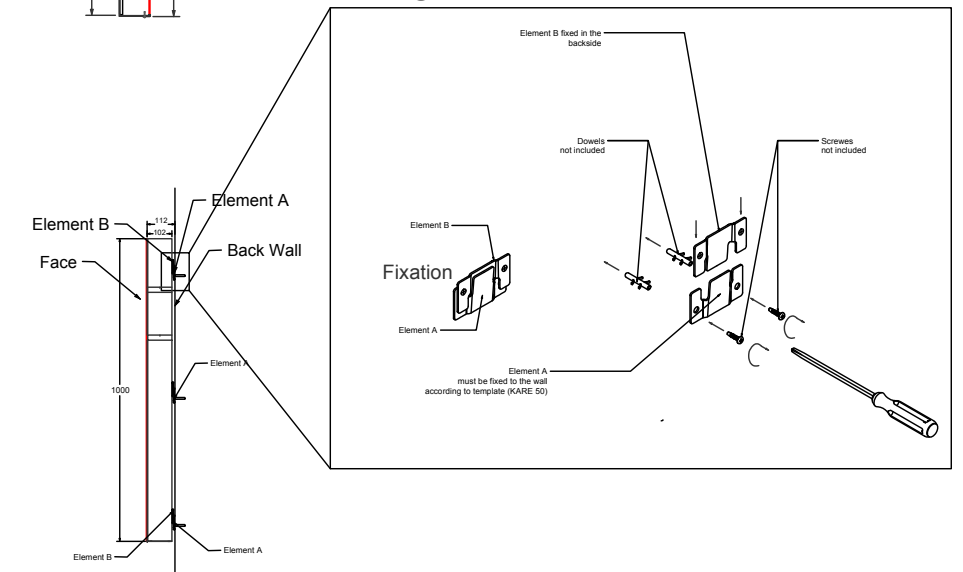 Element B fixed in the
backside
Dowels
not included
Screwes
not included
Element A
112
Element B
102
Back Wall
Face
Element B
Fixation
Element A
Element A
Element A
must be fixed to the wall
according to template (KARE 50)
1000
Element A
Element B